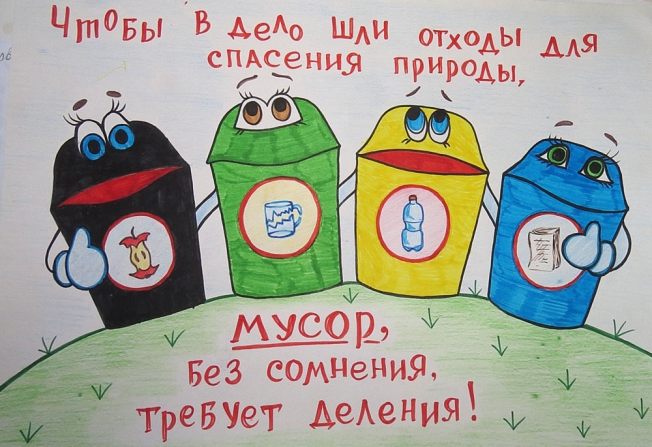 Чтобы в дело шли отходы для
спасения природы,
мусор,
без сомнения,
требует деления!